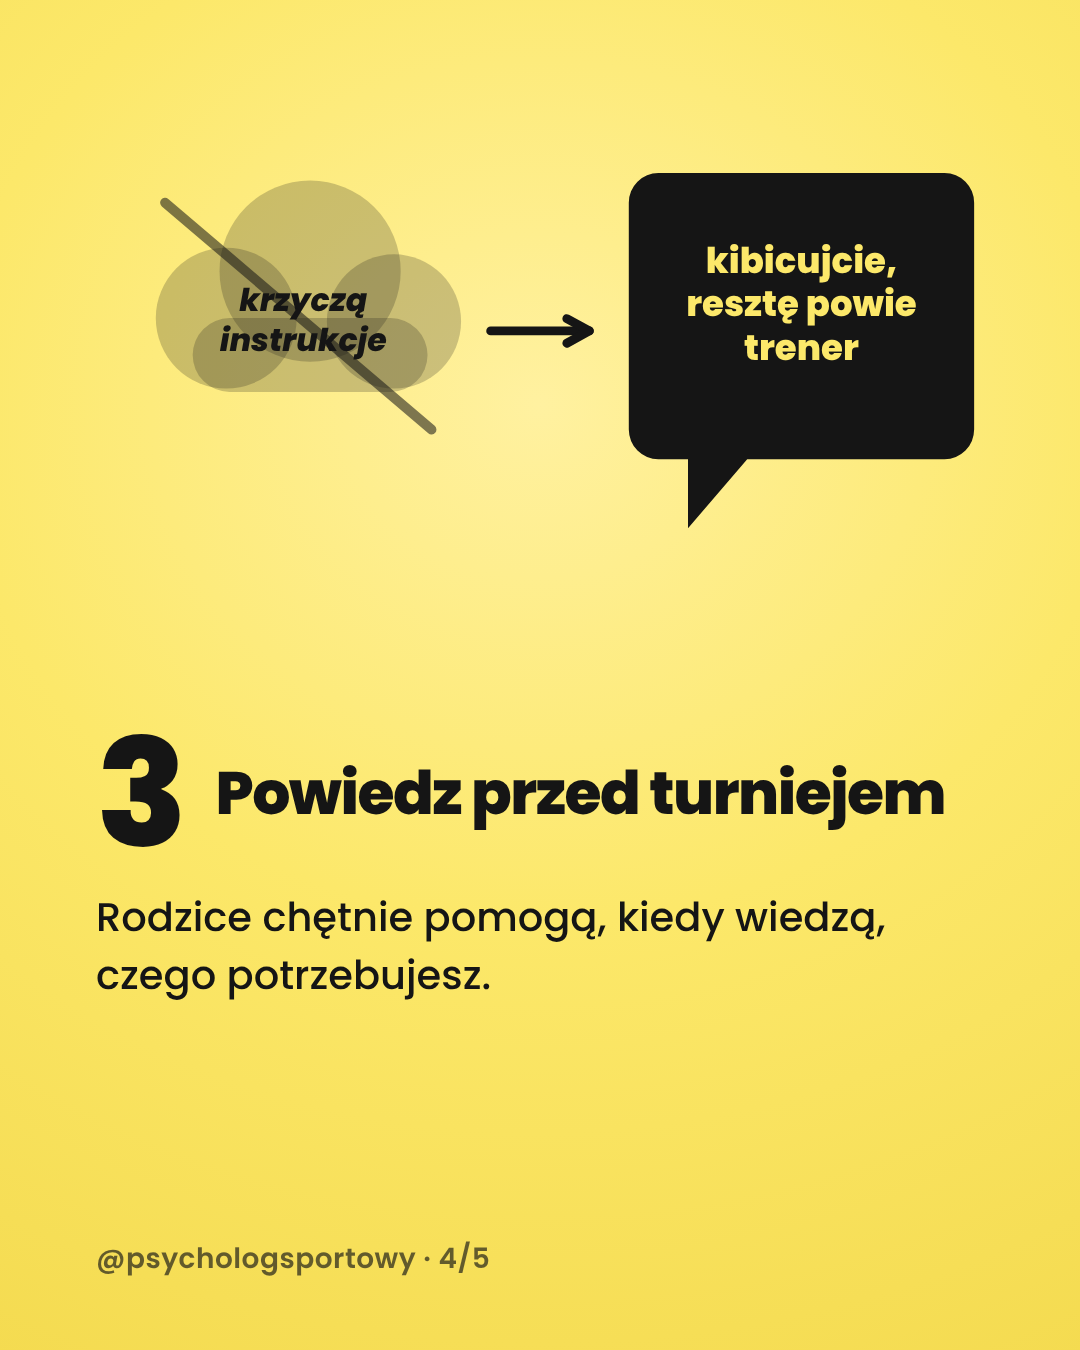 krzyczą
instrukcje
kibicujcie,
resztę powie
trener
3 Powiedz przed turniejem
Rodzice chętnie pomogą, kiedy wiedzą,
czego potrzebujesz.
@psychologsportowy · 4/5